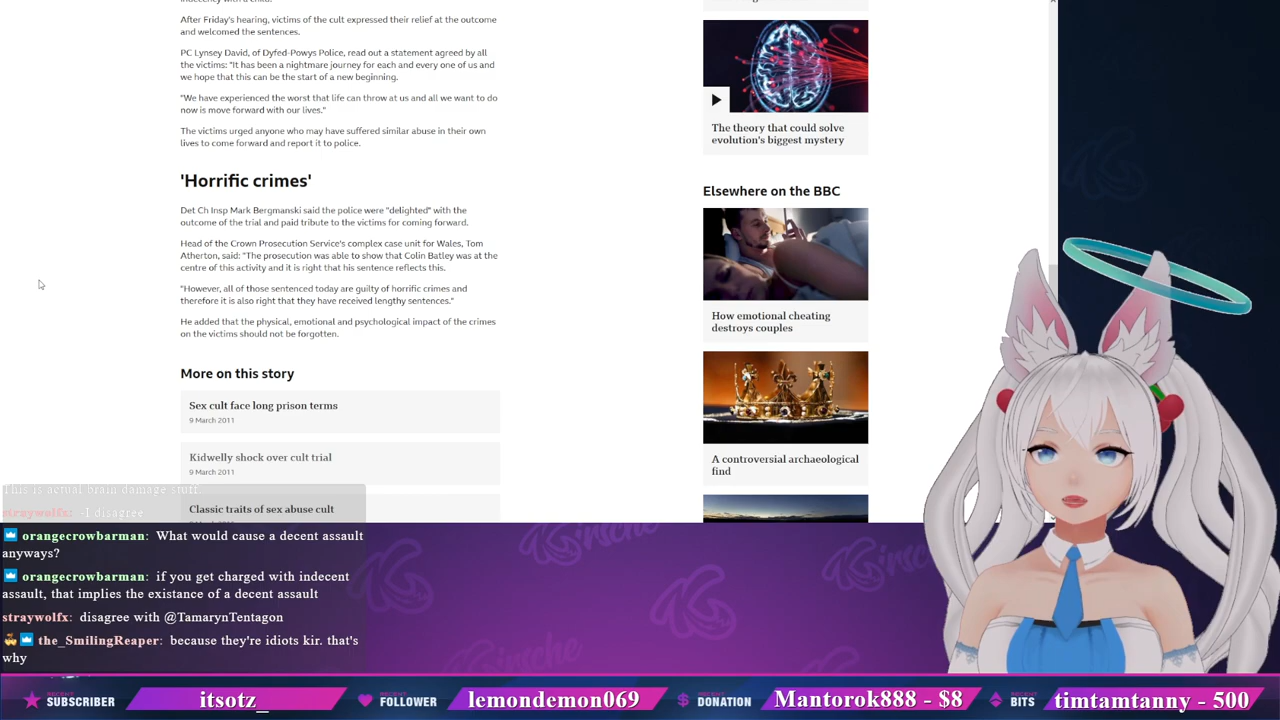 After Friday's hearing, victims of the cult expressed their relief at the outcome
and welcomed the sentences.
PC Lynsey David, of Dyfed-Powys Police, read out a statement agreed by all
the victims: "It has been a nightmare journey for each and every one of us and
we hope that this can be the start of a new beginning.
"We have experienced the worst that life can throw at us and all we want to do
now is move forward with our lives."
The victims urged anyone who may have suffered similar abuse in their own
lives to come forward and report it to police.
'Horrific crimes'
Det Ch Insp Mark Bergmanski said the police were "delighted" with the
outcome of the trial and paid tribute to the victims for coming forward.
Head of the Crown Prosecution Service's complex case unit for Wales, Tom
Atherton, said: "The prosecution was able to show that Colin Batley was at the
centre of this activity and it is right that his sentence reflects this.
"However, all of those sentenced today are guilty of horrific crimes and
therefore it is also right that they have received lengthy sentences."
He added that the physical, emotional and psychological impact of the crimes
on the victims should not be forgotten.
More on this story
Sex cult face long prison terms
9 March 2011
Kidwelly shock over cult trial
9 March 2011
Classic traits of sex abuse cult
The theory that could solve
evolution's biggest mystery
Elsewhere on the BBC
How emotional cheating
destroys couples
A controversial archaeological
find
This is actual brain damage stuff.
straywolfx: -I disagree
orangecrowbarman: What would cause a decent assault
anyways?
orangecrowbarman: if you get charged with indecent
assault, that implies the existance of a decent assault
straywolfx: disagree with @TamarynTentagon
the_SmilingReaper: because they're idiots kir. that's
why
Kirsche
Kirsche
Kirsche
RECENT
SUBSCRIBER
itsotz_
RECENT
FOLLOWER
lemondemon069
RECENT
DONATION
Mantorok888 - $8
RECENT
BITS
timtamtanny - 500